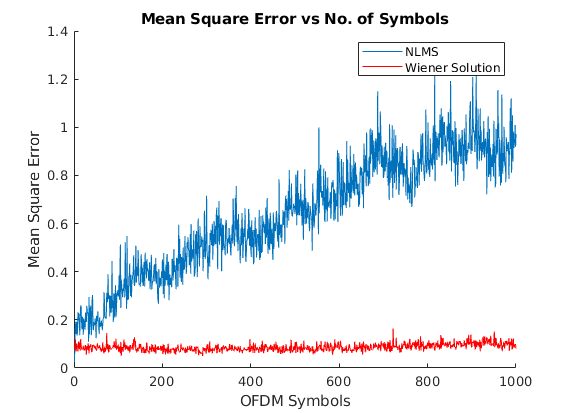 Mean Square Error vs No. of Symbols
NLMS
Wiener Solution
Mean Square Error
1.4
1.2
1
0.8
0.6
0.4
0.2
0
0
200
400
600
800
1000
OFDM Symbols